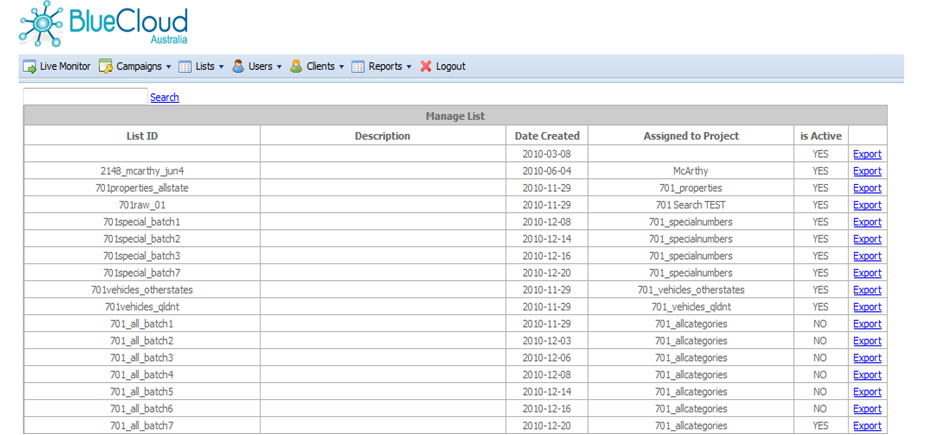 BlueCloud
Australia
Live Monitor Campaigns Lists Users Clients Reports Logout
Search
Manage List
List ID Description Date Created Assigned to Project is Active
2010-03-08 YES Export
2148_mcarthy_jun4 2010-06-04 McArthy YES Export
701properties_allstate 2010-11-29 701_properties YES Export
701raw_01 2010-11-29 701 Search TEST YES Export
701special_batch1 2010-12-08 701_specialnumbers YES Export
701special_batch2 2010-12-14 701_specialnumbers YES Export
701special_batch3 2010-12-16 701_specialnumbers YES Export
701special_batch7 2010-12-20 701_specialnumbers YES Export
701vehicles_otherstates 2010-11-29 701_vehicles_otherstates YES Export
701vehicles_qldnt 2010-11-29 701_vehicles_qldnt YES Export
701_all_batch1 2010-11-29 701_allcategories NO Export
701_all_batch2 2010-12-03 701_allcategories NO Export
701_all_batch3 2010-12-06 701_allcategories NO Export
701_all_batch4 2010-12-08 701_allcategories NO Export
701_all_batch5 2010-12-14 701_allcategories NO Export
701_all_batch6 2010-12-16 701_allcategories NO Export
701_all_batch7 2010-12-20 701_allcategories YES Export